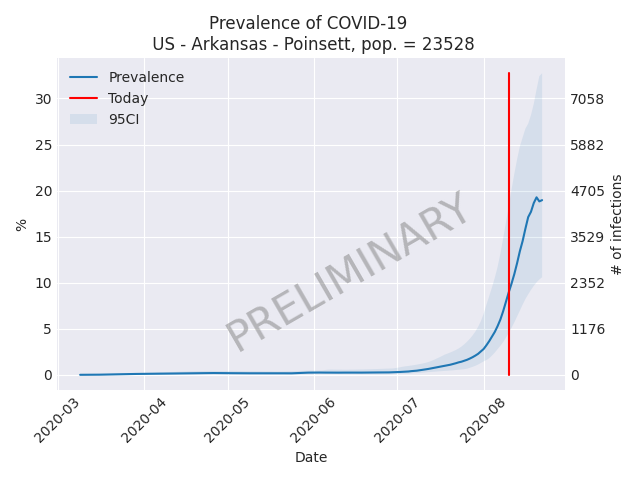 Prevalence of COVID-19
US - Arkansas - Poinsett, pop. = 23528
Prevalence
Today
95CI
30
25
20
15
10
5
0
%
7058
5882
4705
3529
2352
1176
0
# of infections
PRELIMINARY
2020-03
2020-04
2020-05
2020-06
2020-07
2020-08
Date